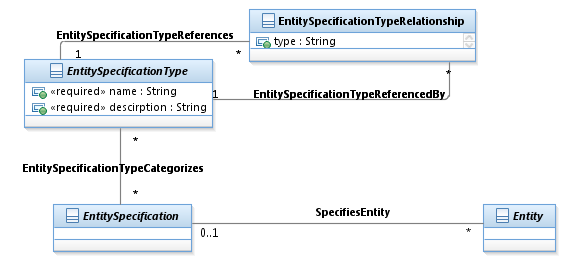 EntitySpecificationTypeRelationship
type : String
EntitySpecificationTypeReferences
1
*
EntitySpecificationType
«required» name : String
«required» descirption : String
*
1
EntitySpecificationTypeReferencedBy
*
EntitySpecificationTypeCategorizes
*
EntitySpecification
SpecifiesEntity
Entity
0..1
*